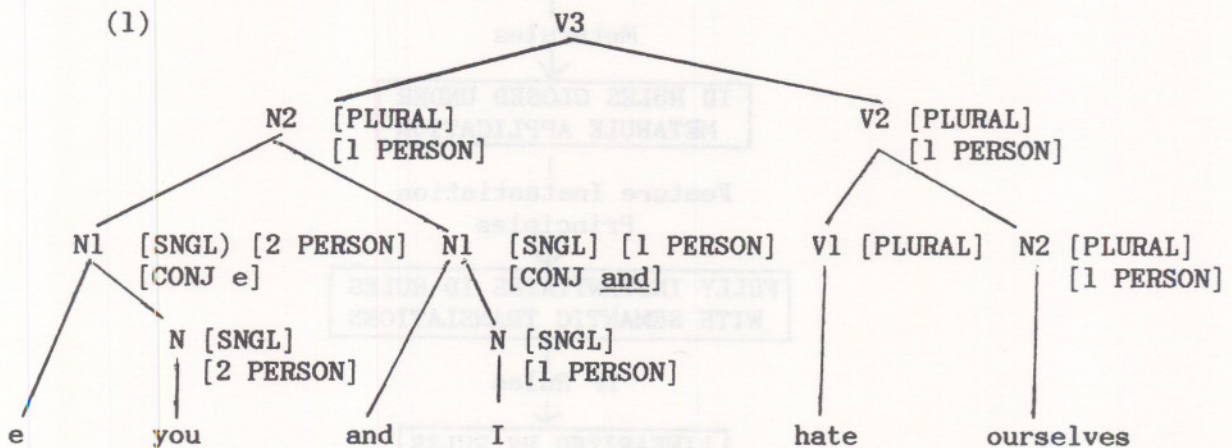 (1) V3
N2 [PLURAL] V2 [PLURAL]
[1 PERSON] [1 PERSON]
N1 [SNGL) [2 PERSON] N1 [SNGL] [1 PERSON] V1 [PLURAL] N2 [PLURAL]
[CONJ e] [CONJ and] [1 PERSON]
N [SNGL] N [SNGL]
[2 PERSON] [1 PERSON]
e you and I hate ourselves